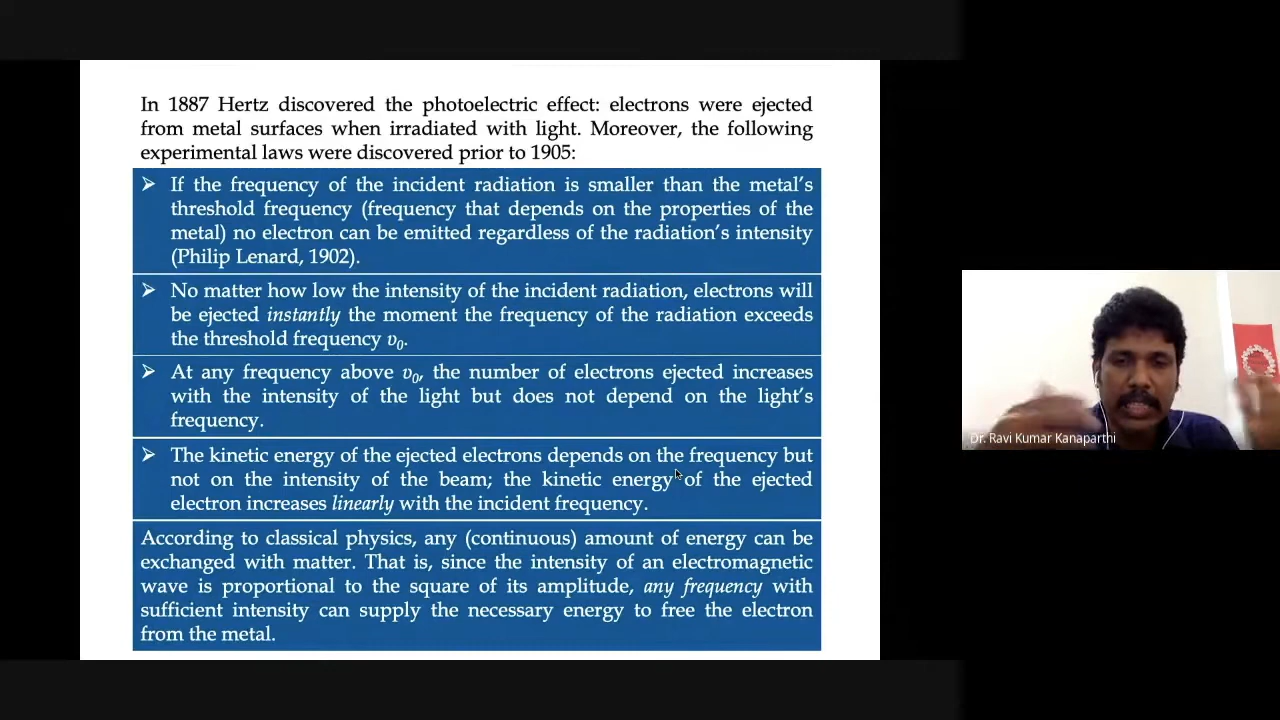 In 1887 Hertz discovered the photoelectric effect: electrons were ejected
from metal surfaces when irradiated with light. Moreover, the following
experimental laws were discovered prior to 1905:
➢ If the frequency of the incident radiation is smaller than the metal's
threshold frequency (frequency that depends on the properties of the
metal) no electron can be emitted regardless of the radiation's intensity
(Philip Lenard, 1902).
➢ No matter how low the intensity of the incident radiation, electrons will
be ejected instantly the moment the frequency of the radiation exceeds
the threshold frequency υ₀.
➢ At any frequency above υ₀, the number of electrons ejected increases
with the intensity of the light but does not depend on the light's
frequency.
➢ The kinetic energy of the ejected electrons depends on the frequency but
not on the intensity of the beam; the kinetic energy of the ejected
electron increases linearly with the incident frequency.
According to classical physics, any (continuous) amount of energy can be
exchanged with matter. That is, since the intensity of an electromagnetic
wave is proportional to the square of its amplitude, any frequency with
sufficient intensity can supply the necessary energy to free the electron
from the metal.
Dr. Ravi Kumar Kanaparthi